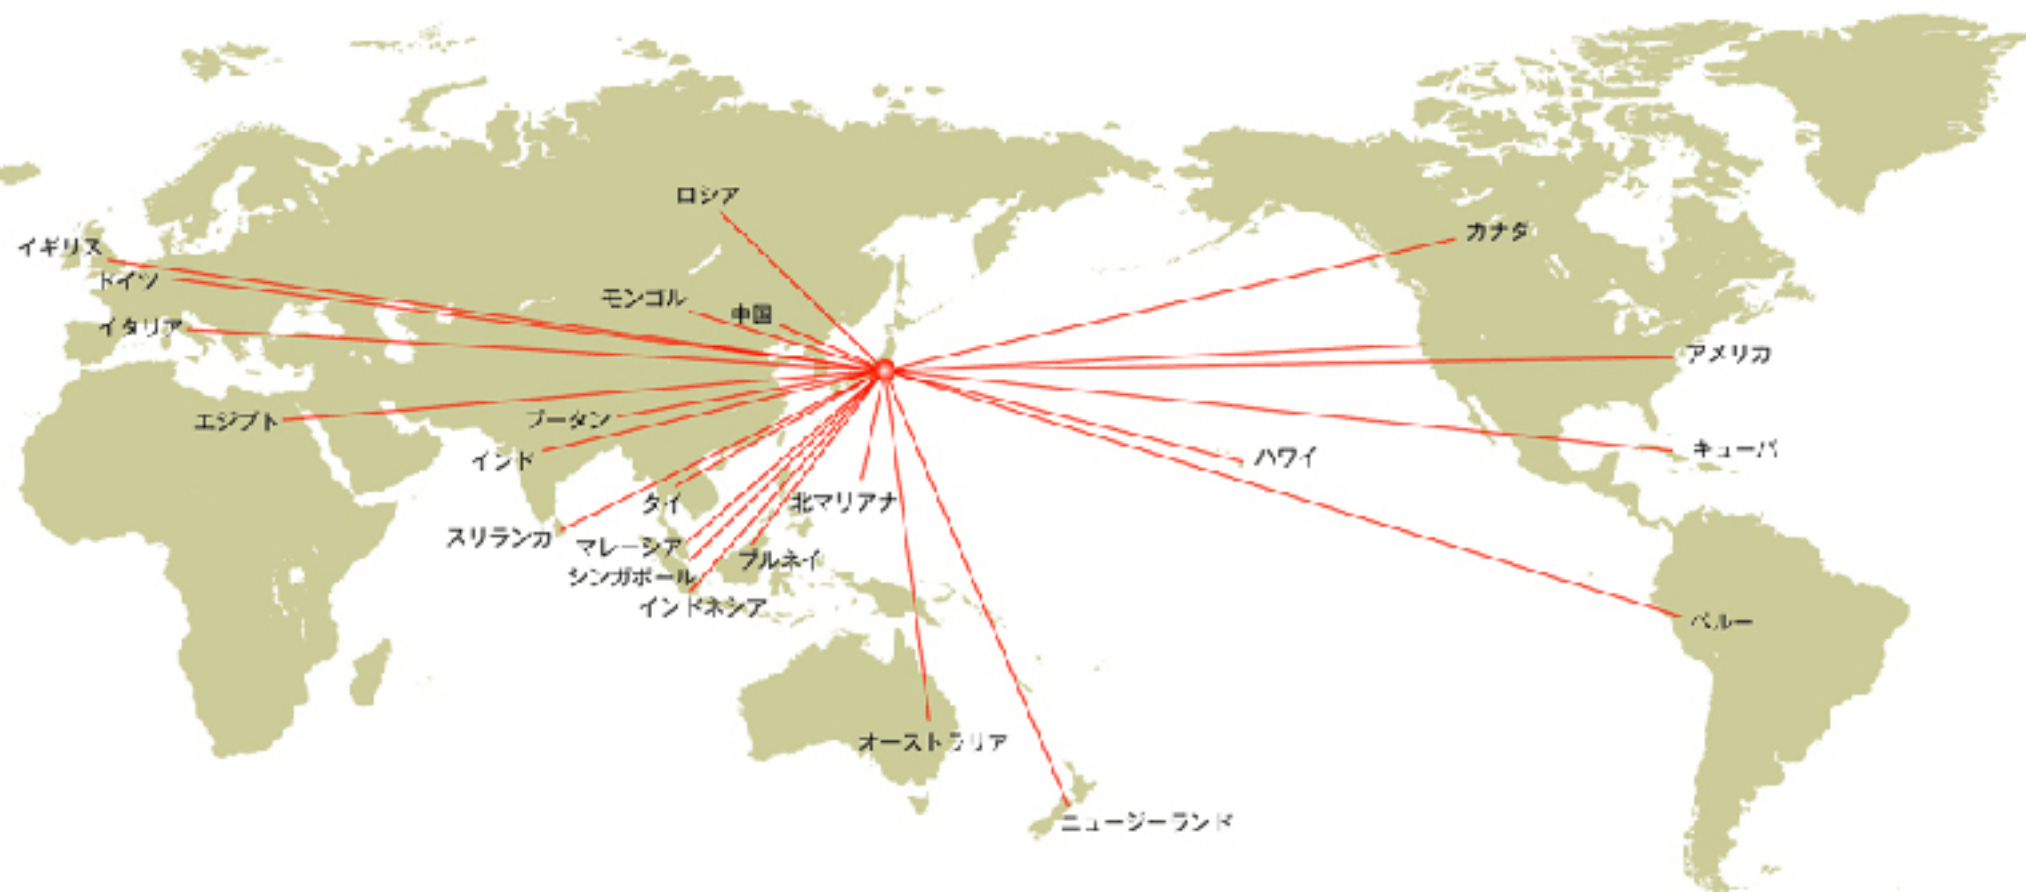 ロシア
カナダ
イギリス
ドイツ
モンゴル
中国
イタリア
アメリカ
エジプト
ブータン
インド
キューバ
ハワイ
タイ
北マリアナ
スリランカ
マレーシア
ブルネイ
シンガポール
インドネシア
ペルー
オーストラリア
ニュージーランド